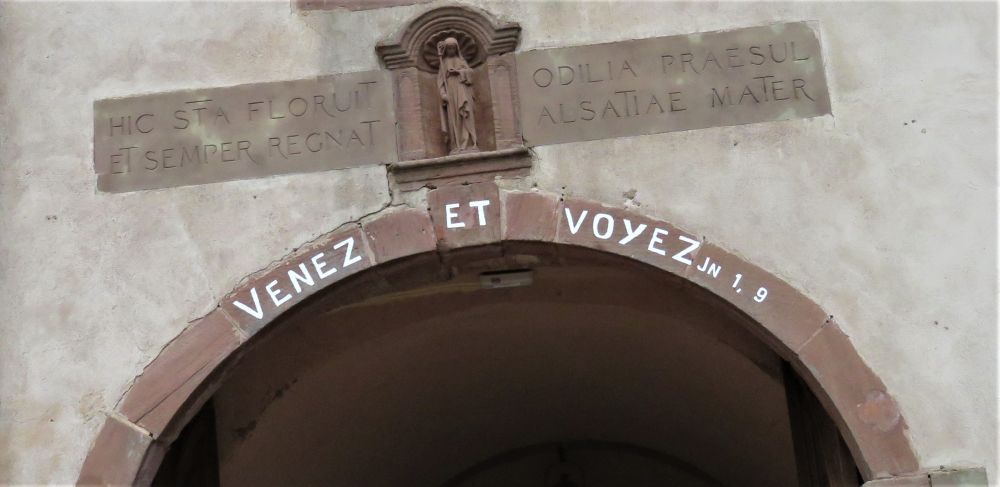 HIC STA FLORUIT ODILIA PRAESUL
ET SEMPER REGNAT ALSATIAE MATER
VENEZ ET VOYEZ JN 1, 9